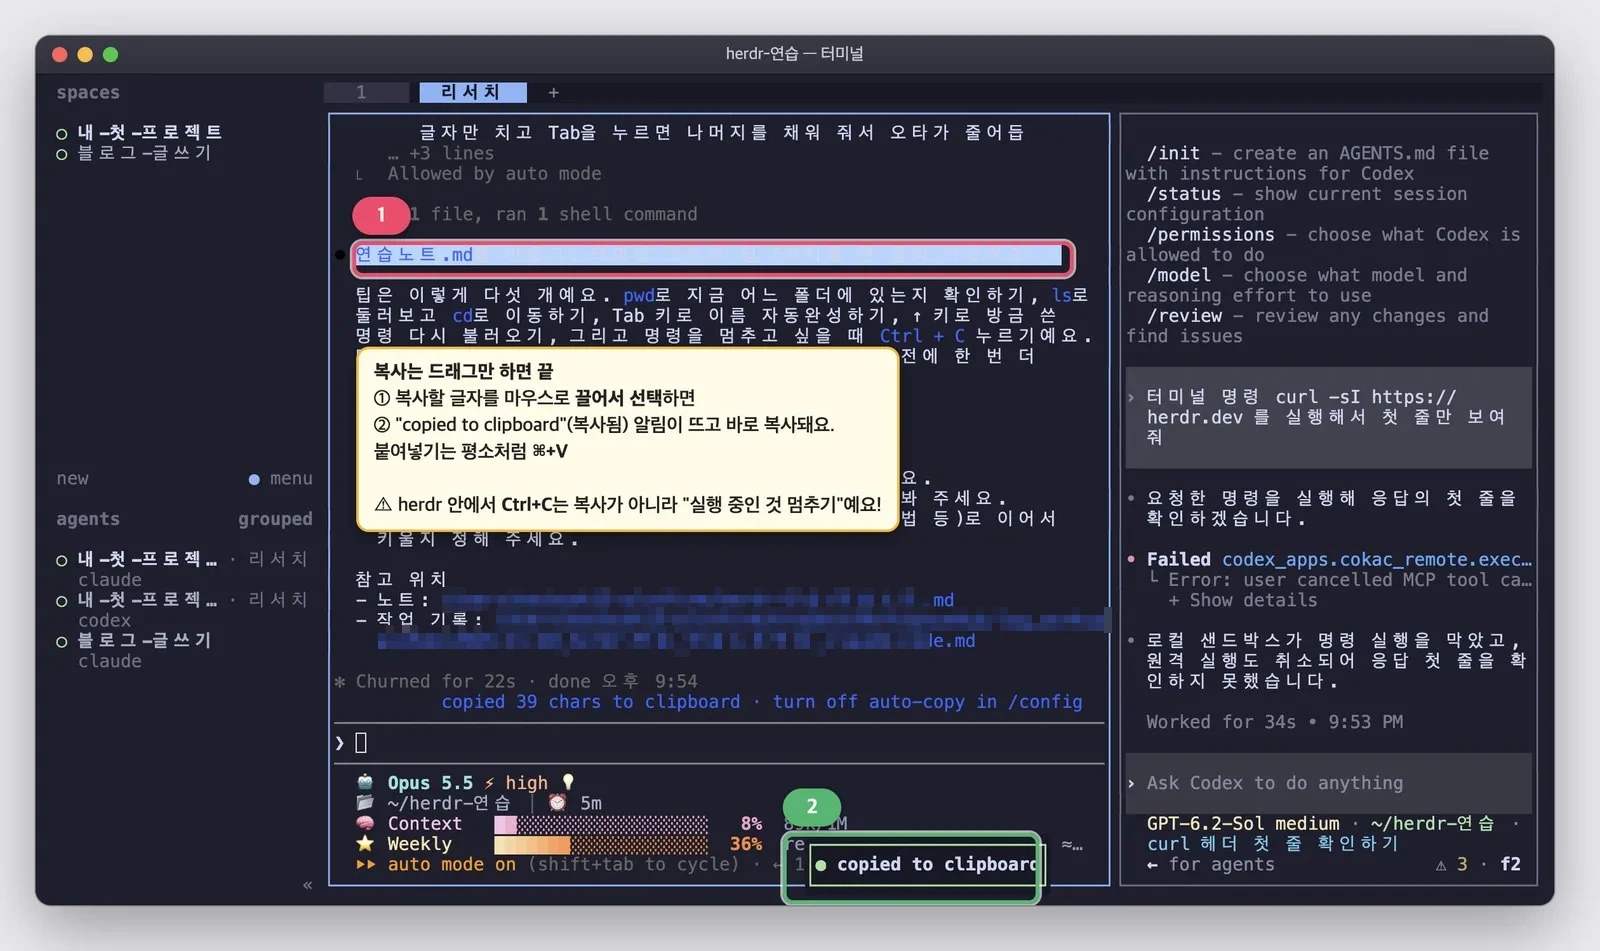 herdr-연습 — 터미널
spaces
내-첫-프로젝트
블로그-글쓰기
new
menu
agents
grouped
내-첫-프로젝… · 리서치
claude
내-첫-프로젝… · 리서치
codex
블로그-글쓰기
claude
«
1
리서치
+
글자만 치고 Tab을 누르면 나머지를 채워 줘서 오타가 줄어듭
… +3 lines
Allowed by auto mode
1
1 file, ran 1 shell command
연습노트.md
팁은 이렇게 다섯 개예요. pwd로 지금 어느 폴더에 있는지 확인하기, ls로
둘러보고 cd로 이동하기, Tab 키로 이름 자동완성하기, ↑ 키로 방금 쓴
명령 다시 불러오기, 그리고 명령을 멈추고 싶을 때 Ctrl + C 누르기예요.
전에 한 번 더
복사는 드래그만 하면 끝
① 복사할 글자를 마우스로 끌어서 선택하면
② "copied to clipboard"(복사됨) 알림이 뜨고 바로 복사돼요.
붙여넣기는 평소처럼 ⌘+V
⚠ herdr 안에서 Ctrl+C는 복사가 아니라 "실행 중인 것 멈추기"예요!
요.
봐 주세요.
법 등)로 이어서
키울지 정해 주세요.
참고 위치
- 노트: .md
- 작업 기록:
le.md
✻ Churned for 22s · done 오후 9:54
copied 39 chars to clipboard · turn off auto-copy in /config
❯
Opus 5.5 ⚡ high
~/herdr-연습 | 5m
Context 8%
Weekly 36% re
▸▸ auto mode on (shift+tab to cycle) · ← 1
≈…
2
copied to clipboard
/init – create an AGENTS.md file
with instructions for Codex
/status – show current session
configuration
/permissions – choose what Codex is
allowed to do
/model – choose what model and
reasoning effort to use
/review – review any changes and
find issues
› 터미널 명령 curl -sI https://
herdr.dev 를 실행해서 첫 줄만 보여
줘
• 요청한 명령을 실행해 응답의 첫 줄을
확인하겠습니다.
• Failed codex_apps.cokac_remote.exec…
└ Error: user cancelled MCP tool ca…
+ Show details
• 로컬 샌드박스가 명령 실행을 막았고,
원격 실행도 취소되어 응답 첫 줄을 확
인하지 못했습니다.
Worked for 34s • 9:53 PM
› Ask Codex to do anything
GPT-6.2-Sol medium · ~/herdr-연습 ·
curl 헤더 첫 줄 확인하기
← for agents
⚠ 3 · f2